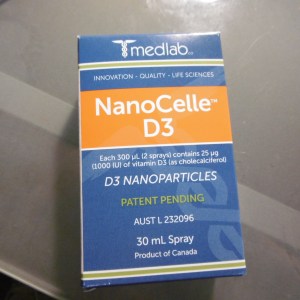 medlab
INNOVATION - QUALITY - LIFE SCIENCES
NanoCelle™
D3
Each 300 µL (2 sprays) contains 25 µg
(1000 IU) of vitamin D3 (as cholecalciferol)
D3 NANOPARTICLES
PATENT PENDING
AUST L 232096
30 mL Spray
Product of Canada